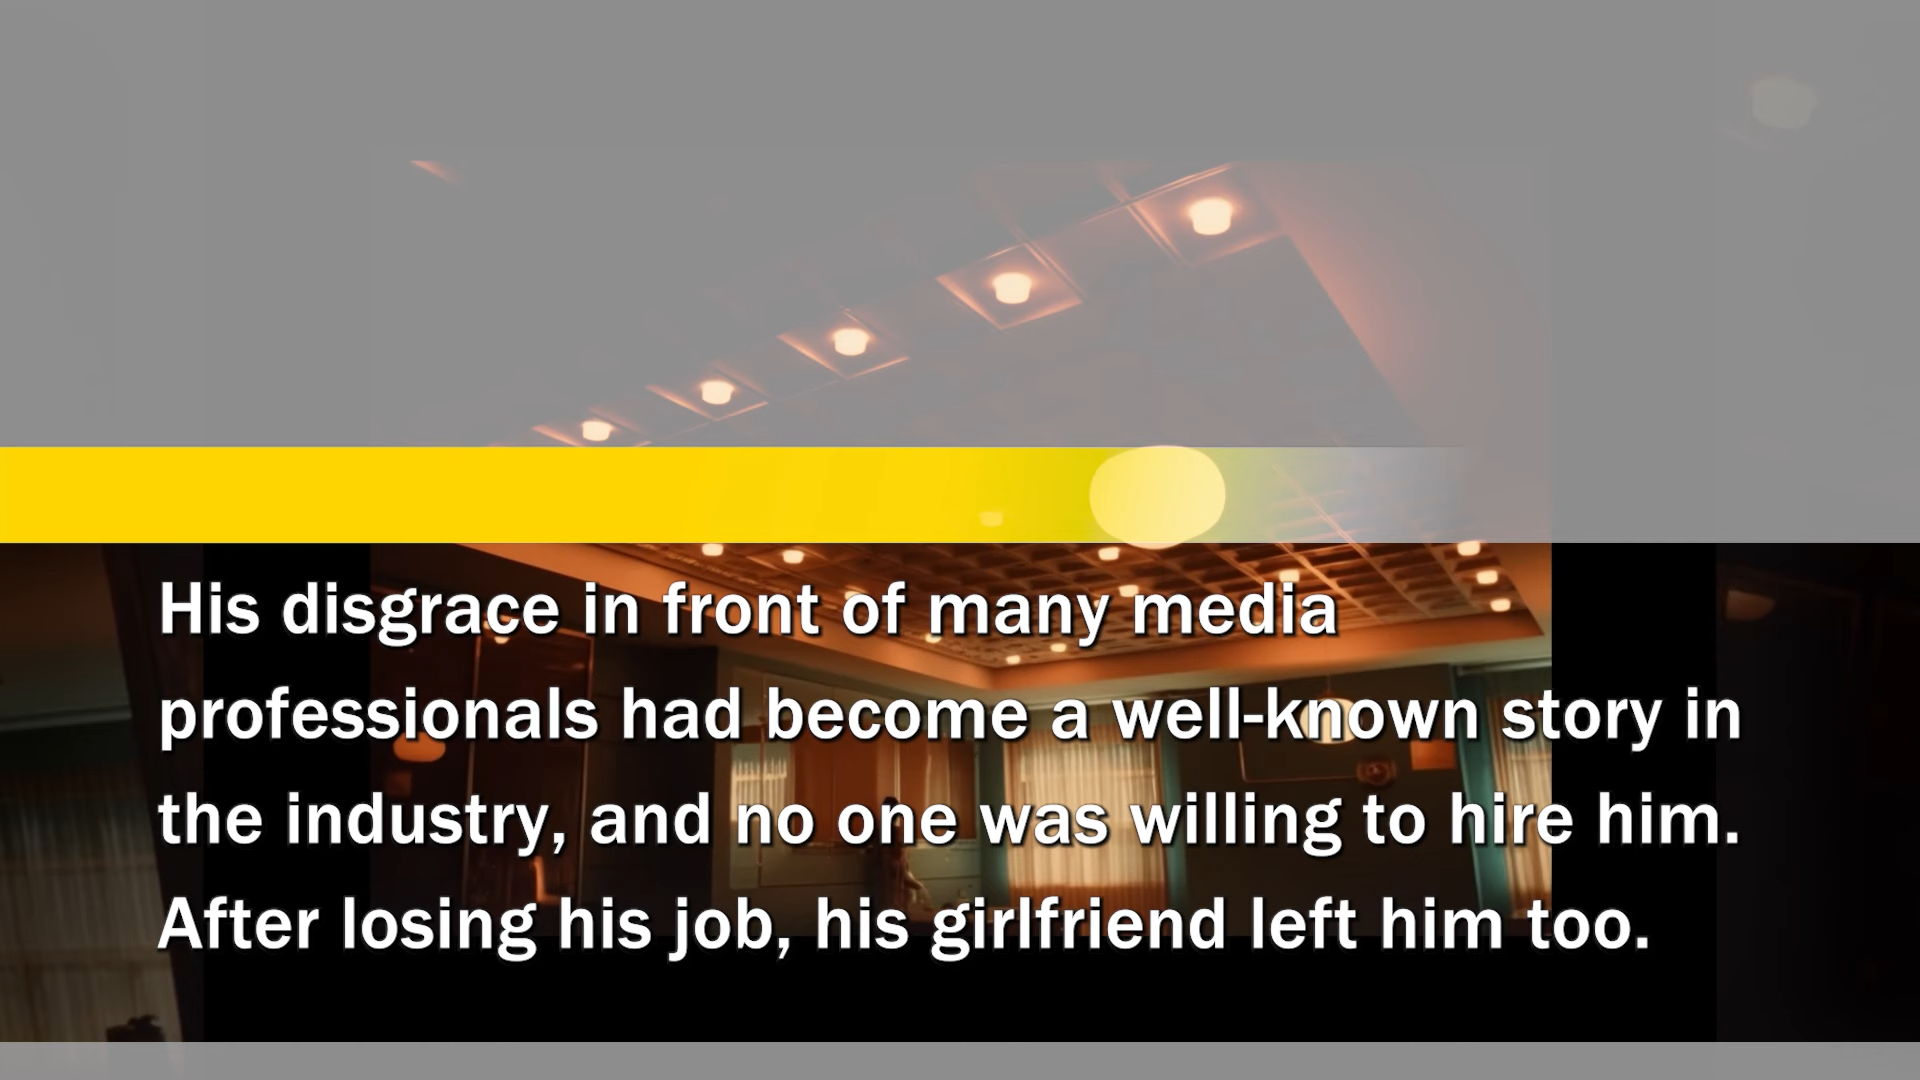 His disgrace in front of many media
professionals had become a well-known story in
the industry, and no one was willing to hire him.
After losing his job, his girlfriend left him too.